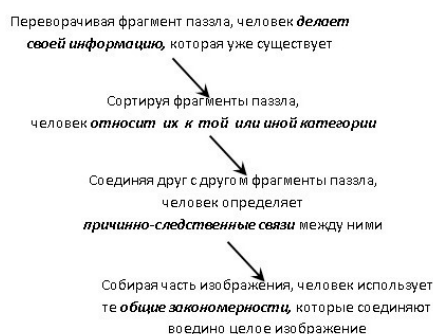 Переворачивая фрагмент паззла, человек делает
своей информацию, которая уже существует
Сортируя фрагменты паззла,
человек относит их к той или иной категории
Соединяя друг с другом фрагменты паззла,
человек определяет
причинно-следственные связи между ними
Собирая часть изображения, человек использует
те общие закономерности, которые соединяют
воедино целое изображение